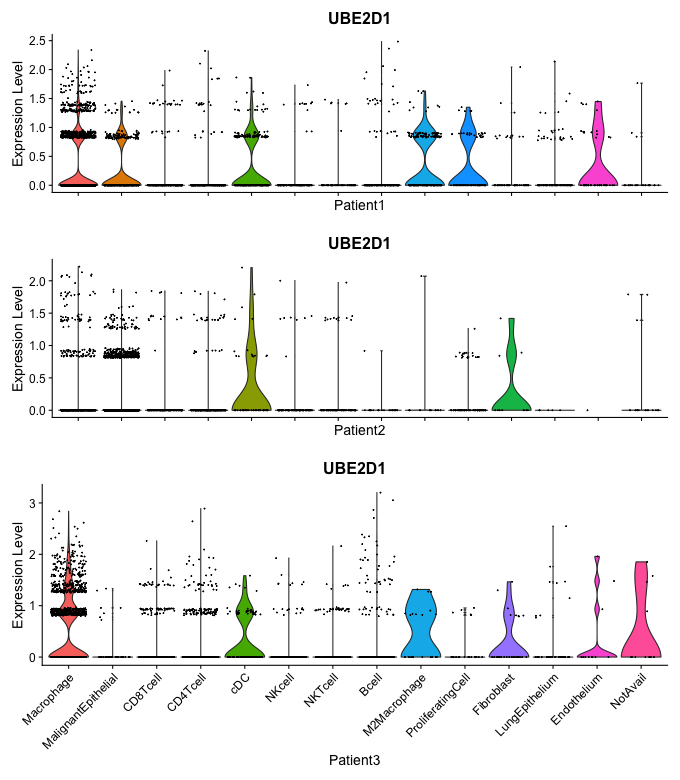 UBE2D1
Expression Level
2.5
2.0
1.5
1.0
0.5
0.0
Patient1
UBE2D1
Expression Level
2.0
1.5
1.0
0.5
0.0
Patient2
UBE2D1
Expression Level
3
2
1
0
Macrophage
MalignantEpithelial
CD8Tcell
CD4Tcell
cDC
NKcell
NKTcell
Bcell
M2Macrophage
ProliferatingCell
Fibroblast
LungEpithelium
Endothelium
NotAvail
Patient3